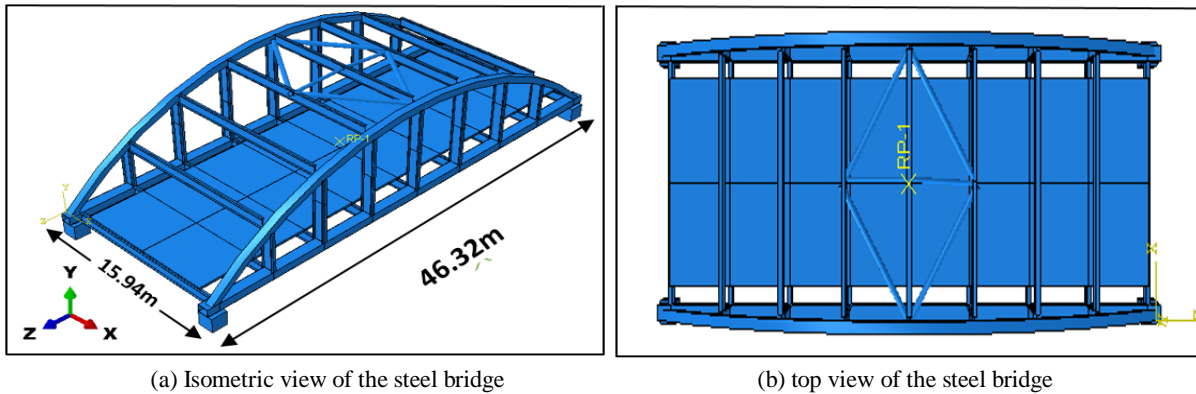 RP-1
15.94m
46.32m
Y
Z
X
RP-1
X
(a) Isometric view of the steel bridge
(b) top view of the steel bridge